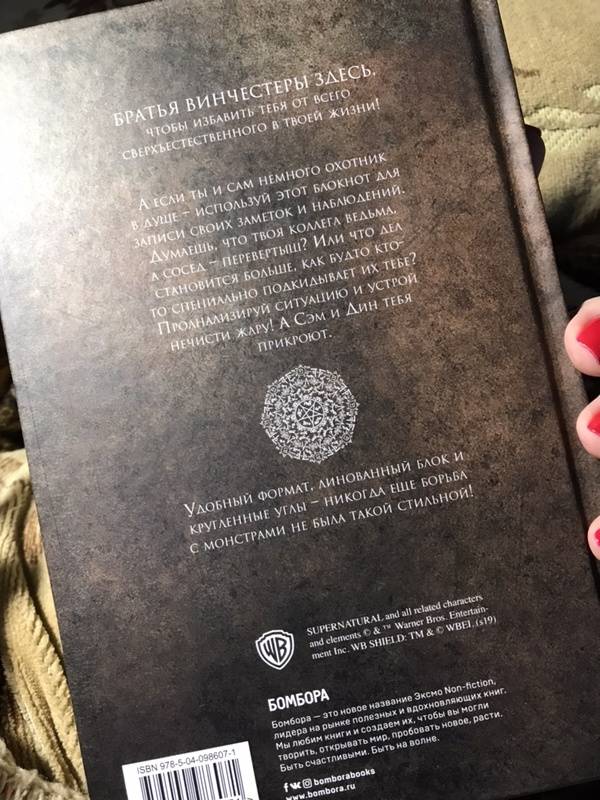 БРАТЬЯ ВИНЧЕСТЕРЫ ЗДЕСЬ,
ЧТОБЫ ИЗБАВИТЬ ТЕБЯ ОТ ВСЕГО
СВЕРХЪЕСТЕСТВЕННОГО В ТВОЕЙ ЖИЗНИ!
А ЕСЛИ ТЫ И САМ НЕМНОГО ОХОТНИК
В ДУШЕ – ИСПОЛЬЗУЙ ЭТОТ БЛОКНОТ ДЛЯ
ЗАПИСИ СВОИХ ЗАМЕТОК И НАБЛЮДЕНИЙ.
ДУМАЕШЬ, ЧТО ТВОЯ КОЛЛЕГА ВЕДЬМА,
А СОСЕД – ПЕРЕВЕРТЫШ? ИЛИ ЧТО ДЕЛ
СТАНОВИТСЯ БОЛЬШЕ, КАК БУДТО КТО-
ТО СПЕЦИАЛЬНО ПОДКИДЫВАЕТ ИХ ТЕБЕ?
ПРОАНАЛИЗИРУЙ СИТУАЦИЮ И УСТРОЙ
НЕЧИСТИ ЖАРУ! А СЭМ И ДИН ТЕБЯ
ПРИКРОЮТ.
УДОБНЫЙ ФОРМАТ, ЛИНОВАННЫЙ БЛОК И
КРУГЛЕННЫЕ УГЛЫ – НИКОГДА ЕЩЕ БОРЬБА
С МОНСТРАМИ НЕ БЫЛА ТАКОЙ СТИЛЬНОЙ!
WB
SUPERNATURAL and all related characters
and elements © & ™ Warner Bros. Entertain-
ment Inc. WB SHIELD: TM & © WBEI. (s19)
БОМБОРА
Бомбора – это новое название Эксмо Non-fiction,
лидера на рынке полезных и вдохновляющих книг.
Мы любим книги и создаем их, чтобы вы могли
творить, открывать мир, пробовать новое, расти.
Быть счастливыми. Быть на волне.
bomborabooks
www.bombora.ru
ISBN 978-5-04-098607-1